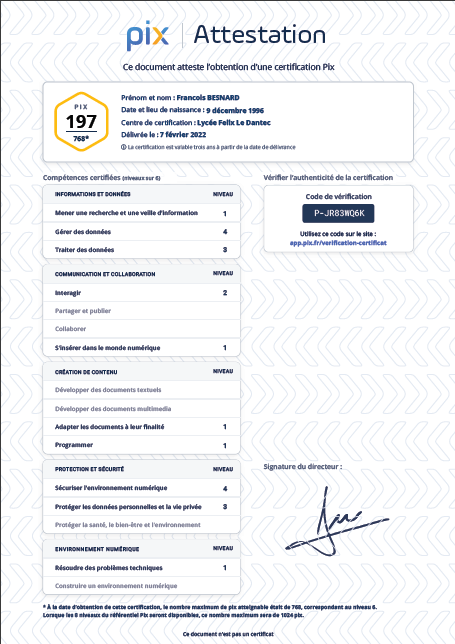 pix Attestation
Ce document atteste l'obtention d'une certification Pix
PIX
197
768*
Prénom et nom : Francois BESNARD
Date et lieu de naissance : 9 décembre 1996
Centre de certification : Lycée Felix Le Dantec
Délivrée le : 7 février 2022
La certification est valable trois ans à partir de la date de délivrance
Compétences certifiées (niveaux sur 6)
INFORMATIONS ET DONNÉES NIVEAU
Mener une recherche et une veille d'information 1
Gérer des données 4
Traiter des données 3
COMMUNICATION ET COLLABORATION NIVEAU
Interagir 2
Partager et publier
Collaborer
S'insérer dans le monde numérique 1
CRÉATION DE CONTENU NIVEAU
Développer des documents textuels
Développer des documents multimedia
Adapter les documents à leur finalité 1
Programmer 1
PROTECTION ET SÉCURITÉ NIVEAU
Sécuriser l'environnement numérique 4
Protéger les données personnelles et la vie privée 3
Protéger la santé, le bien-être et l'environnement
ENVIRONNEMENT NUMÉRIQUE NIVEAU
Résoudre des problèmes techniques 1
Construire un environnement numérique
Vérifier l'authenticité de la certification
Code de vérification
P-JR83WQ6K
Utilisez ce code sur le site :
app.pix.fr/verification-certificat
Signature du directeur :
* À la date d'obtention de cette certification, le nombre maximum de pix atteignable était de 768, correspondant au niveau 6.
Lorsque les 8 niveaux du référentiel Pix seront disponibles, ce nombre maximum sera de 1024 pix.
Ce document n'est pas un certificat